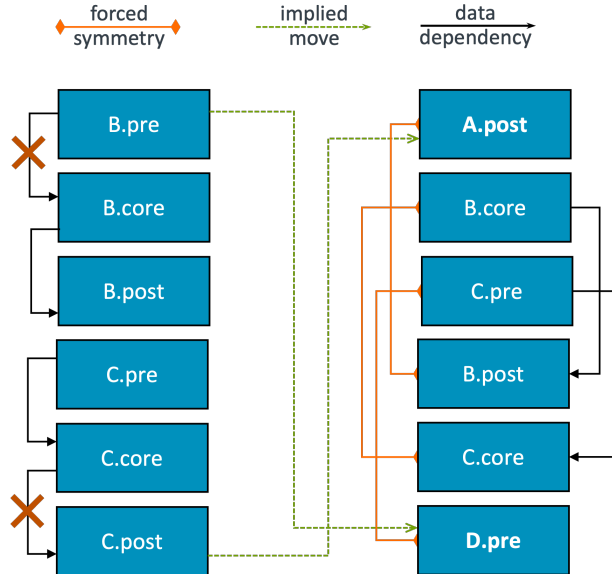 forced
symmetry
implied
move
data
dependency
B.pre
B.core
B.post
C.pre
C.core
C.post
A.post
B.core
C.pre
B.post
C.core
D.pre